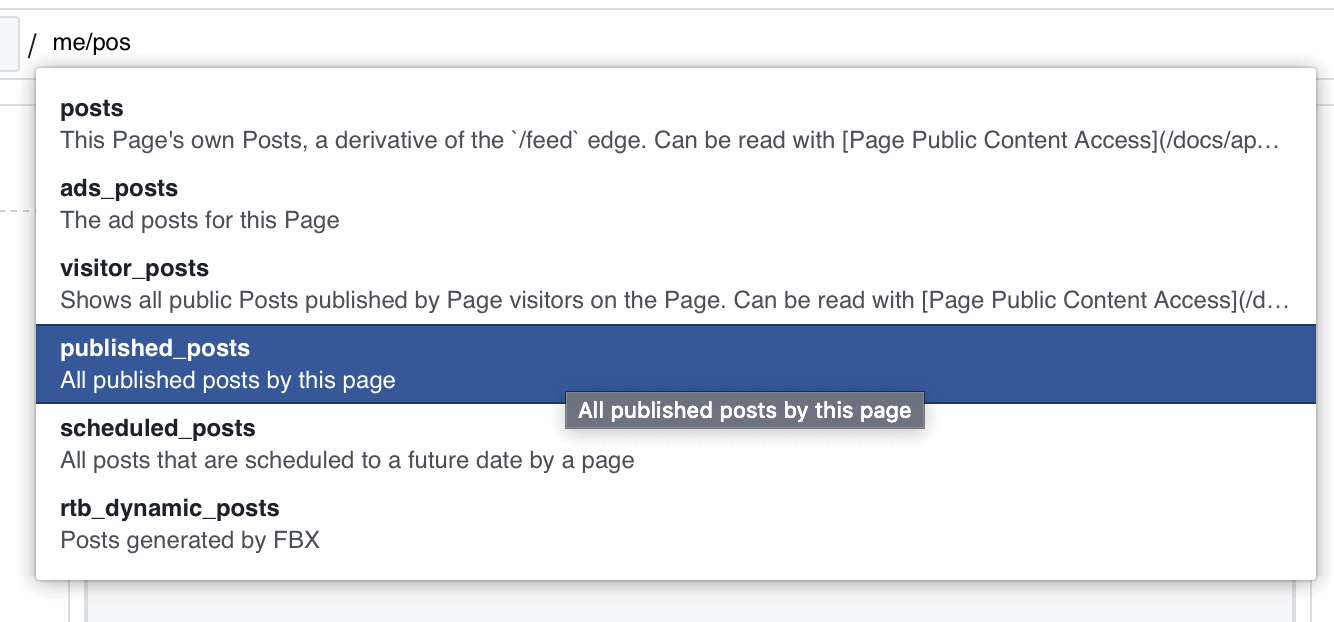 / me/pos
posts
This Page's own Posts, a derivative of the `/feed` edge. Can be read with [Page Public Content Access](/docs/ap...
ads_posts
The ad posts for this Page
visitor_posts
Shows all public Posts published by Page visitors on the Page. Can be read with [Page Public Content Access](/d...
published_posts
All published posts by this page
All published posts by this page
scheduled_posts
All posts that are scheduled to a future date by a page
rtb_dynamic_posts
Posts generated by FBX